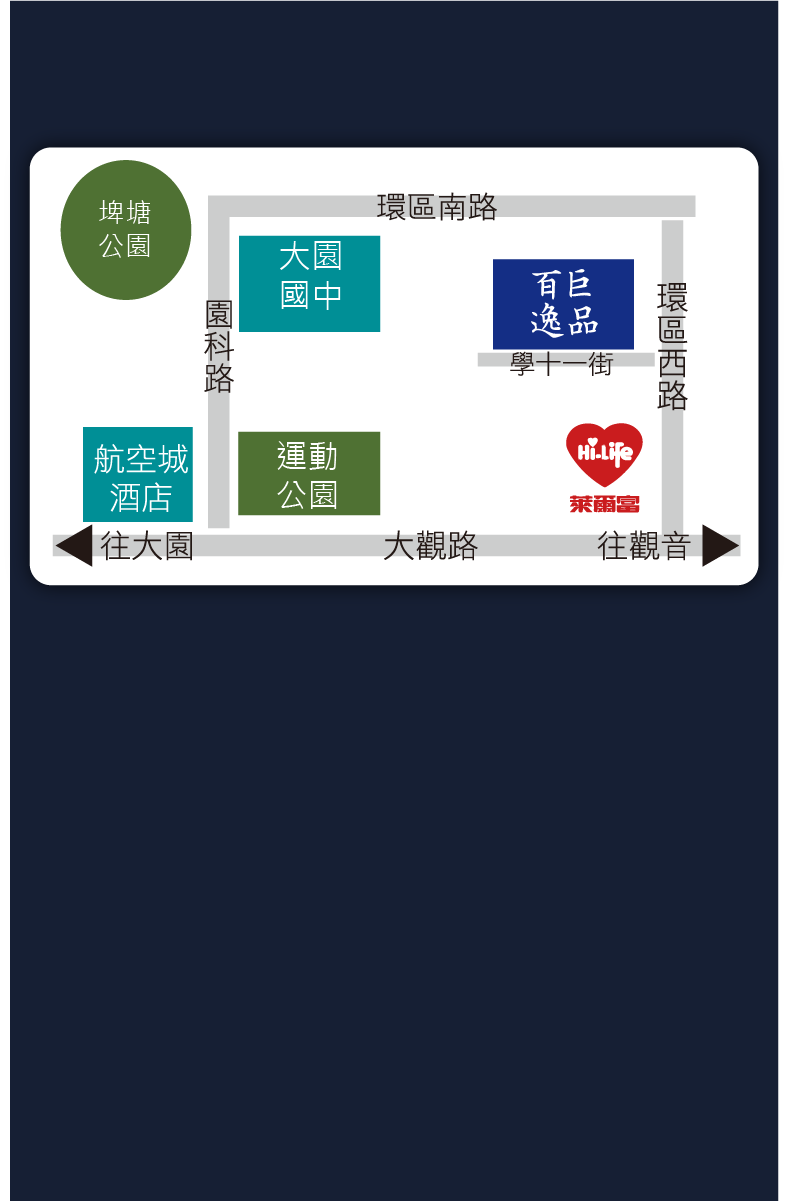 埤塘
公園
環區南路
大園
國中
百巨
逸品
學十一街
園科路
環區西路
航空城
酒店
運動
公園
Hi-Life
萊爾富
往大園
大觀路
往觀音